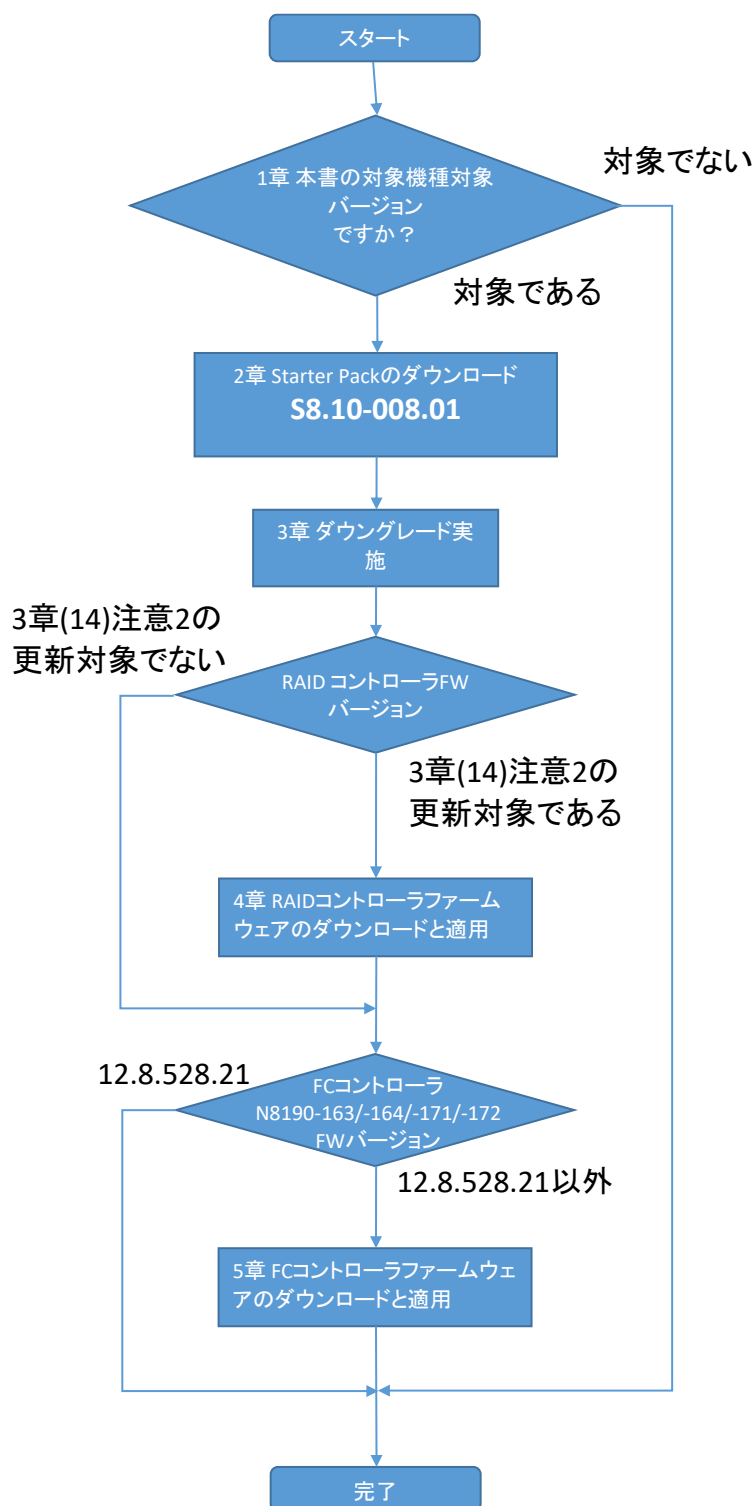 スタート
1章 本書の対象機種対象
バージョン
ですか？
対象でない
対象である
2章 Starter Packのダウンロード
S8.10-008.01
3章 ダウングレード実
施
3章(14)注意2の
更新対象でない
RAID コントローラFW
バージョン
3章(14)注意2の
更新対象である
4章 RAIDコントローラファーム
ウェアのダウンロードと適用
12.8.528.21
FCコントローラ
N8190-163/-164/-171/-172
FWバージョン
12.8.528.21以外
5章 FCコントローラファームウェ
アのダウンロードと適用
完了